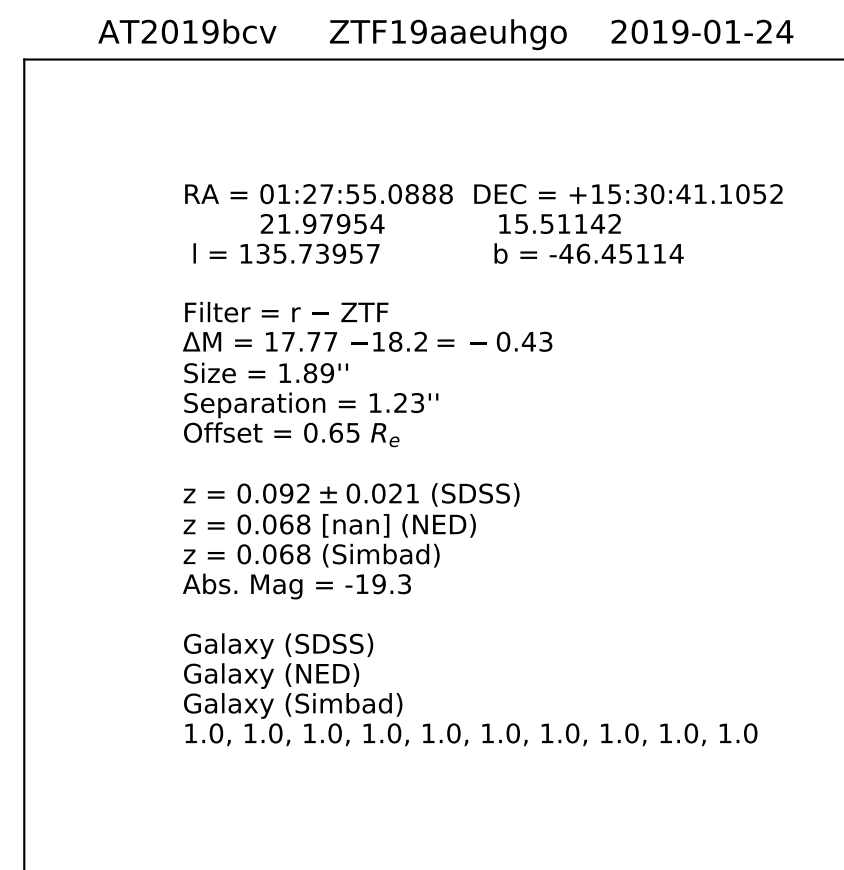 AT2019bcv ZTF19aaeuhgo 2019-01-24
RA = 01:27:55.0888 DEC = +15:30:41.1052
21.97954 15.51142
l = 135.73957 b = -46.45114
Filter = r − ZTF
ΔM = 17.77 −18.2 = − 0.43
Size = 1.89''
Separation = 1.23''
Offset = 0.65 Rₑ
z = 0.092 ± 0.021 (SDSS)
z = 0.068 [nan] (NED)
z = 0.068 (Simbad)
Abs. Mag = -19.3
Galaxy (SDSS)
Galaxy (NED)
Galaxy (Simbad)
1.0, 1.0, 1.0, 1.0, 1.0, 1.0, 1.0, 1.0, 1.0, 1.0